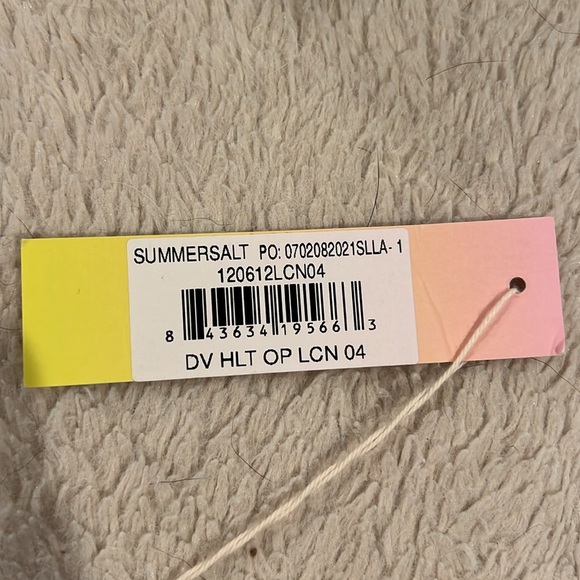 SUMMERSALT PO: 0702082021SLLA- 1
120612LCN04
8 43634 19566 3
DV HLT OP LCN 04